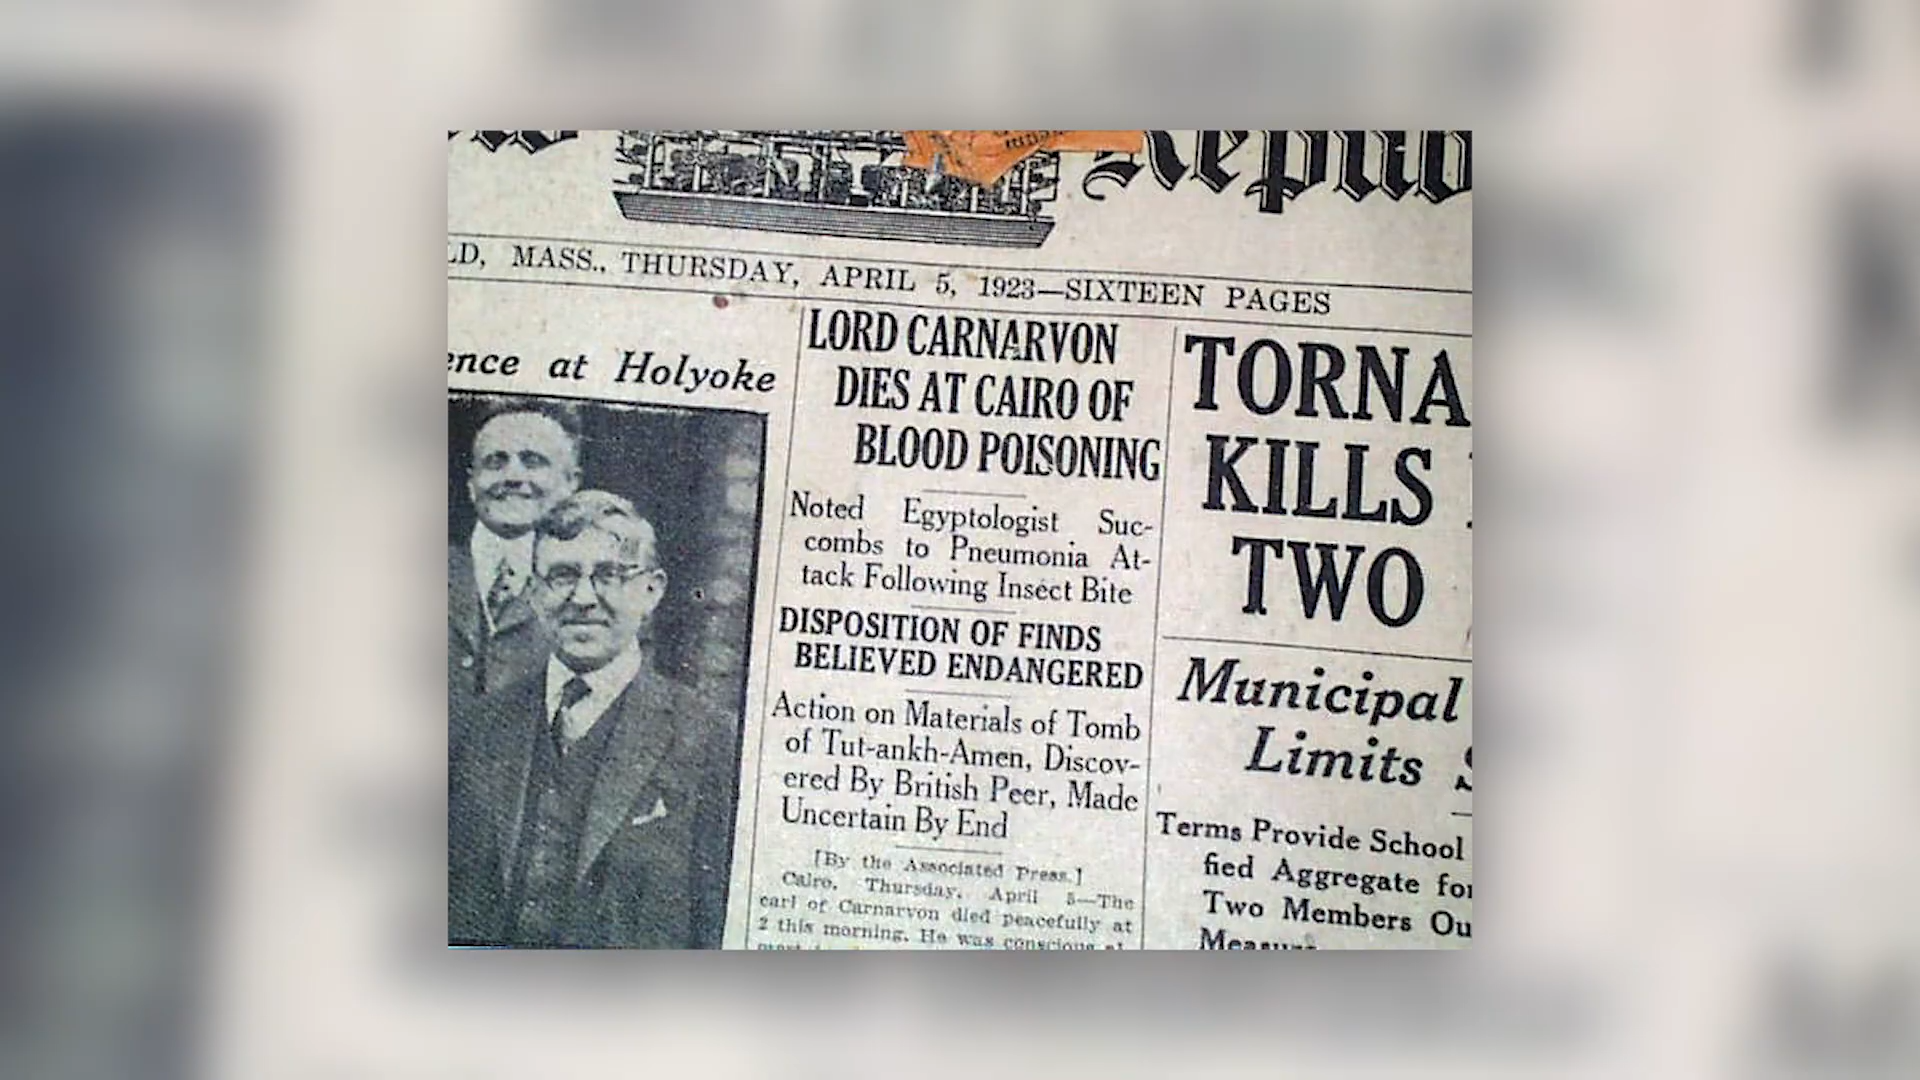 Repub
LD, MASS., THURSDAY, APRIL 5, 1923—SIXTEEN PAGES
ence at Holyoke
LORD CARNARVON
DIES AT CAIRO OF
BLOOD POISONING
Noted Egyptologist Suc-
combs to Pneumonia At-
tack Following Insect Bite
DISPOSITION OF FINDS
BELIEVED ENDANGERED
Action on Materials of Tomb
of Tut-ankh-Amen, Discov-
ered By British Peer, Made
Uncertain By End
[By the Associated Press.]
Cairo, Thursday, April 5—The
earl of Carnarvon died peacefully at
2 this morning. He was conscious
TORNA
KILLS
TWO
Municipal
Limits S
Terms Provide School
fied Aggregate for
Two Members Ou
Measure